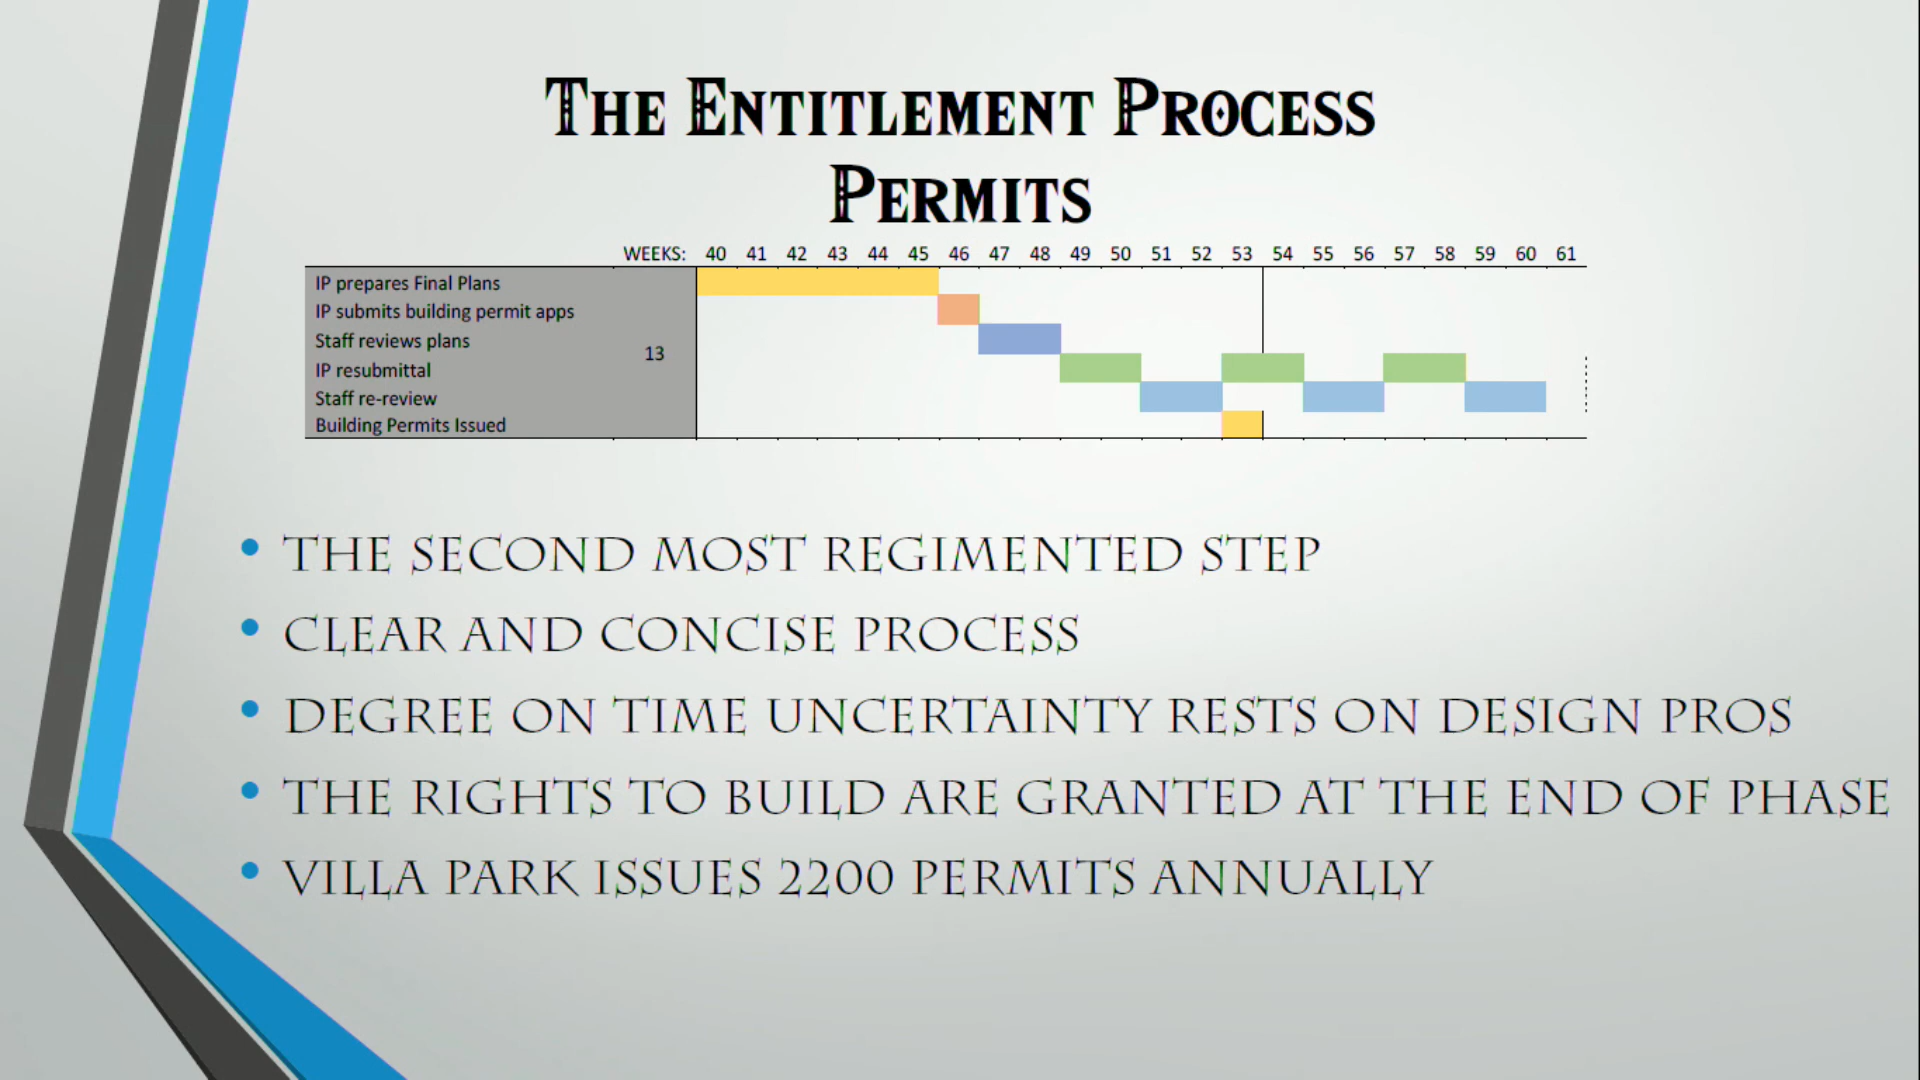 The Entitlement Process
Permits
WEEKS: 40 41 42 43 44 45 46 47 48 49 50 51 52 53 54 55 56 57 58 59 60 61
IP prepares Final Plans
IP submits building permit apps
Staff reviews plans
13
IP resubmittal
Staff re-review
Building Permits Issued
• THE SECOND MOST REGIMENTED STEP
• CLEAR AND CONCISE PROCESS
• DEGREE ON TIME UNCERTAINTY RESTS ON DESIGN PROS
• THE RIGHTS TO BUILD ARE GRANTED AT THE END OF PHASE
• VILLA PARK ISSUES 2200 PERMITS ANNUALLY